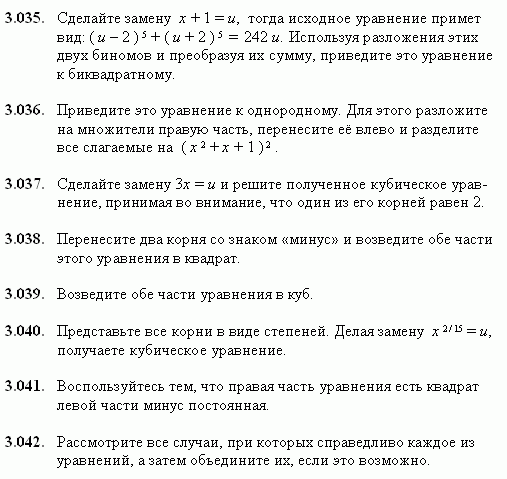 3.035. Сделайте замену x + 1 = u, тогда исходное уравнение примет
вид: ( u – 2 ) ⁵ + ( u + 2 ) ⁵ = 242 u. Используя разложения этих
двух биномов и преобразуя их сумму, приведите это уравнение
к биквадратному.
3.036. Приведите это уравнение к однородному. Для этого разложите
на множители правую часть, перенесите её влево и разделите
все слагаемые на ( x ² + x + 1 ) ² .
3.037. Сделайте замену 3x = u и решите полученное кубическое урав-
нение, принимая во внимание, что один из его корней равен 2.
3.038. Перенесите два корня со знаком «минус» и возведите обе части
этого уравнения в квадрат.
3.039. Возведите обе части уравнения в куб.
3.040. Представьте все корни в виде степеней. Делая замену x ²ᐟ¹⁵ = u,
получаете кубическое уравнение.
3.041. Воспользуйтесь тем, что правая часть уравнения есть квадрат
левой части минус постоянная.
3.042. Рассмотрите все случаи, при которых справедливо каждое из
уравнений, а затем объедините их, если это возможно.